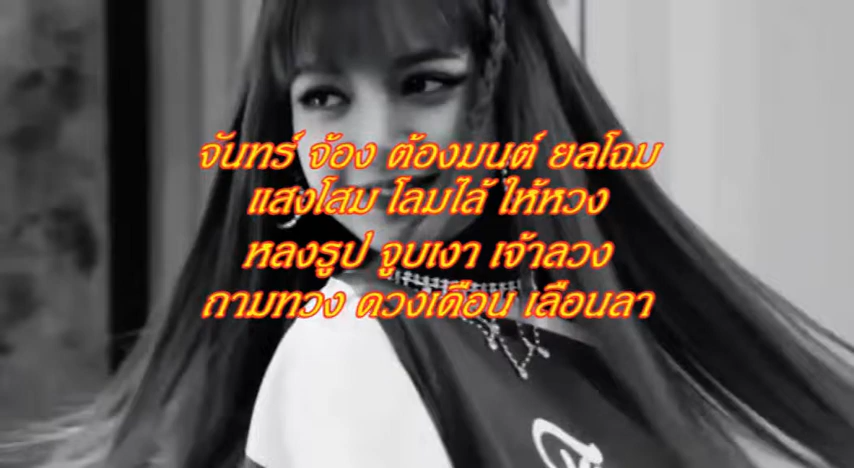 จันทร์ จ้อง ต้องมนต์ ยลโฉม
แสงโสม โลมไล้ ให้หวง
หลงรูป จูบเงา เจ้าลวง
ถามทวง ดวงเดือน เลือนลา